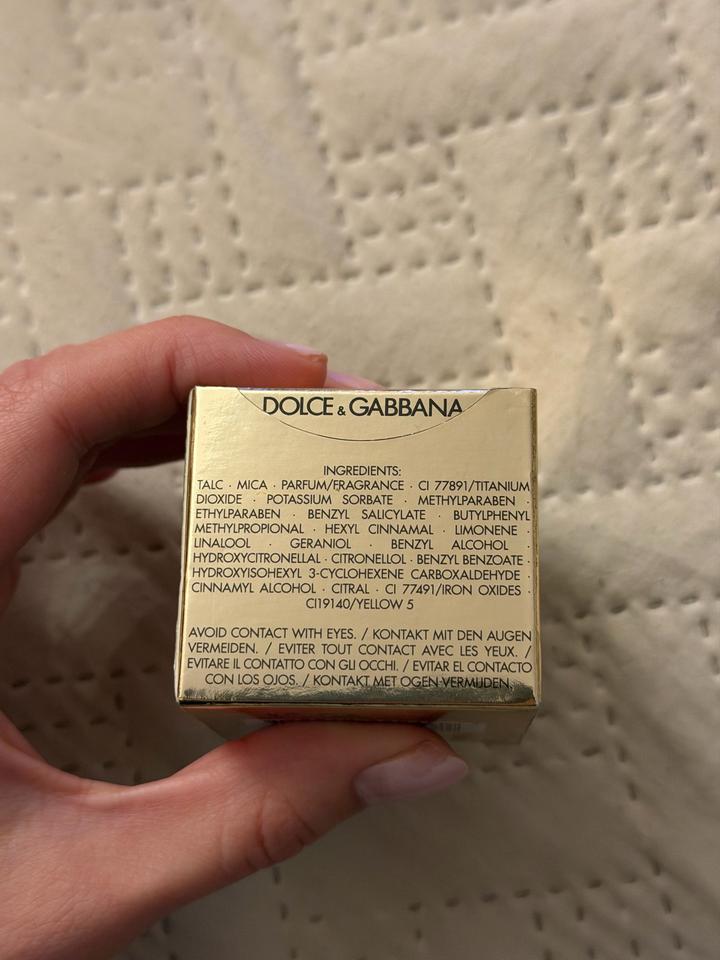 DOLCE & GABBANA
INGREDIENTS:
TALC · MICA · PARFUM/FRAGRANCE · CI 77891/TITANIUM
DIOXIDE · POTASSIUM SORBATE · METHYLPARABEN ·
ETHYLPARABEN · BENZYL SALICYLATE · BUTYLPHENYL
METHYLPROPIONAL · HEXYL CINNAMAL · LIMONENE ·
LINALOOL · GERANIOL · BENZYL ALCOHOL ·
HYDROXYCITRONELLAL · CITRONELLOL · BENZYL BENZOATE ·
HYDROXYISOHEXYL 3-CYCLOHEXENE CARBOXALDEHYDE ·
CINNAMYL ALCOHOL · CITRAL · CI 77491/IRON OXIDES ·
CI19140/YELLOW 5
AVOID CONTACT WITH EYES. / KONTAKT MIT DEN AUGEN
VERMEIDEN. / EVITER TOUT CONTACT AVEC LES YEUX. /
EVITARE IL CONTATTO CON GLI OCCHI. / EVITAR EL CONTACTO
CON LOS OJOS. / KONTAKT MET OGEN VERMIJDEN.